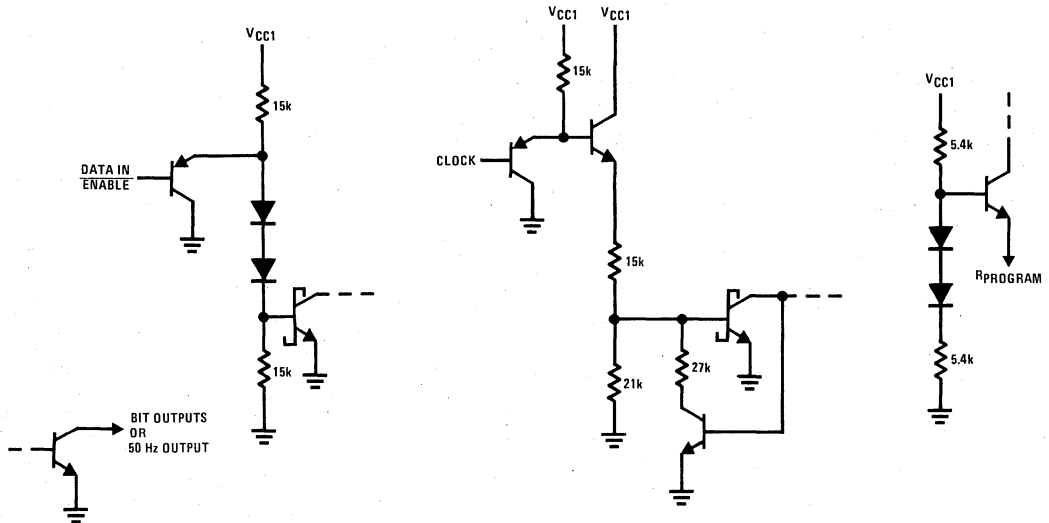 VCC1
15k
DATA IN
ENABLE
15k
BIT OUTPUTS
OR
50 Hz OUTPUT
VCC1
VCC1
15k
CLOCK
15k
21k
27k
VCC1
5.4k
RPROGRAM
5.4k